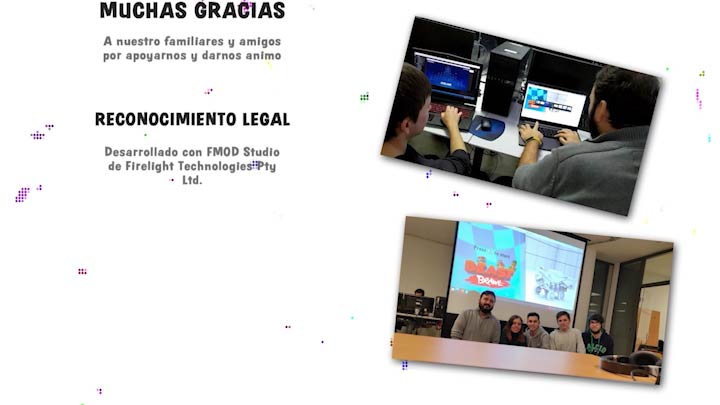 MUCHAS GRACIAS
A nuestro familiares y amigos
por apoyarnos y darnos animo
RECONOCIMIENTO LEGAL
Desarrollado con FMOD Studio
de Firelight Technologies Pty
Ltd.